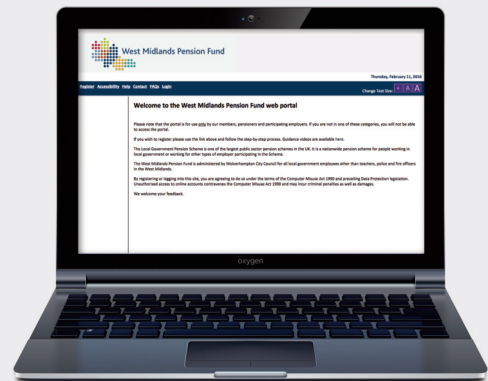 West Midlands Pension Fund
Thursday, February 11, 2016
Register Accessibility Help Contact FAQs Login
Change Text Size: A A A
Welcome to the West Midlands Pension Fund web portal
Please note that the portal is for use only by our members, pensioners and participating employers. If you are not in one of these categories, you will not be able
to access the portal.
If you wish to register please use the link above and follow the step-by-step process. Guidance videos are available here.
The Local Government Pension Scheme is one of the largest public sector pension schemes in the UK. It is a nationwide pension scheme for people working in
local government or working for other types of employer participating in the Scheme.
The West Midlands Pension Fund is administered by Wolverhampton City Council for all local government employees other than teachers, police and fire officers
in the West Midlands.
By registering or logging into this site, you are agreeing to do so under the terms of the Computer Misuse Act 1990 and prevailing Data Protection legislation.
Unauthorised access to online accounts contravenes the Computer Misuse Act 1990 and may incur criminal penalties as well as damages.
We welcome your feedback.
oxygen